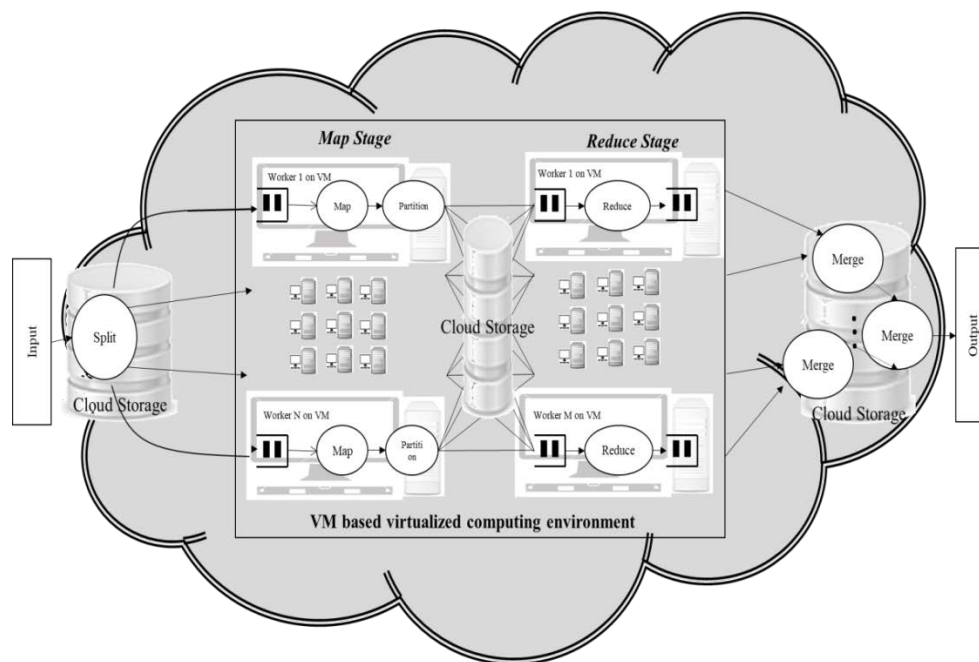 Input
Split
Cloud Storage
Map Stage
Worker 1 on VM
Map
Partition
Worker N on VM
Map
Partiti
on
Cloud Storage
Reduce Stage
Worker 1 on VM
Reduce
Worker M on VM
Reduce
VM based virtualized computing environment
Merge
Merge
Merge
Cloud Storage
Output